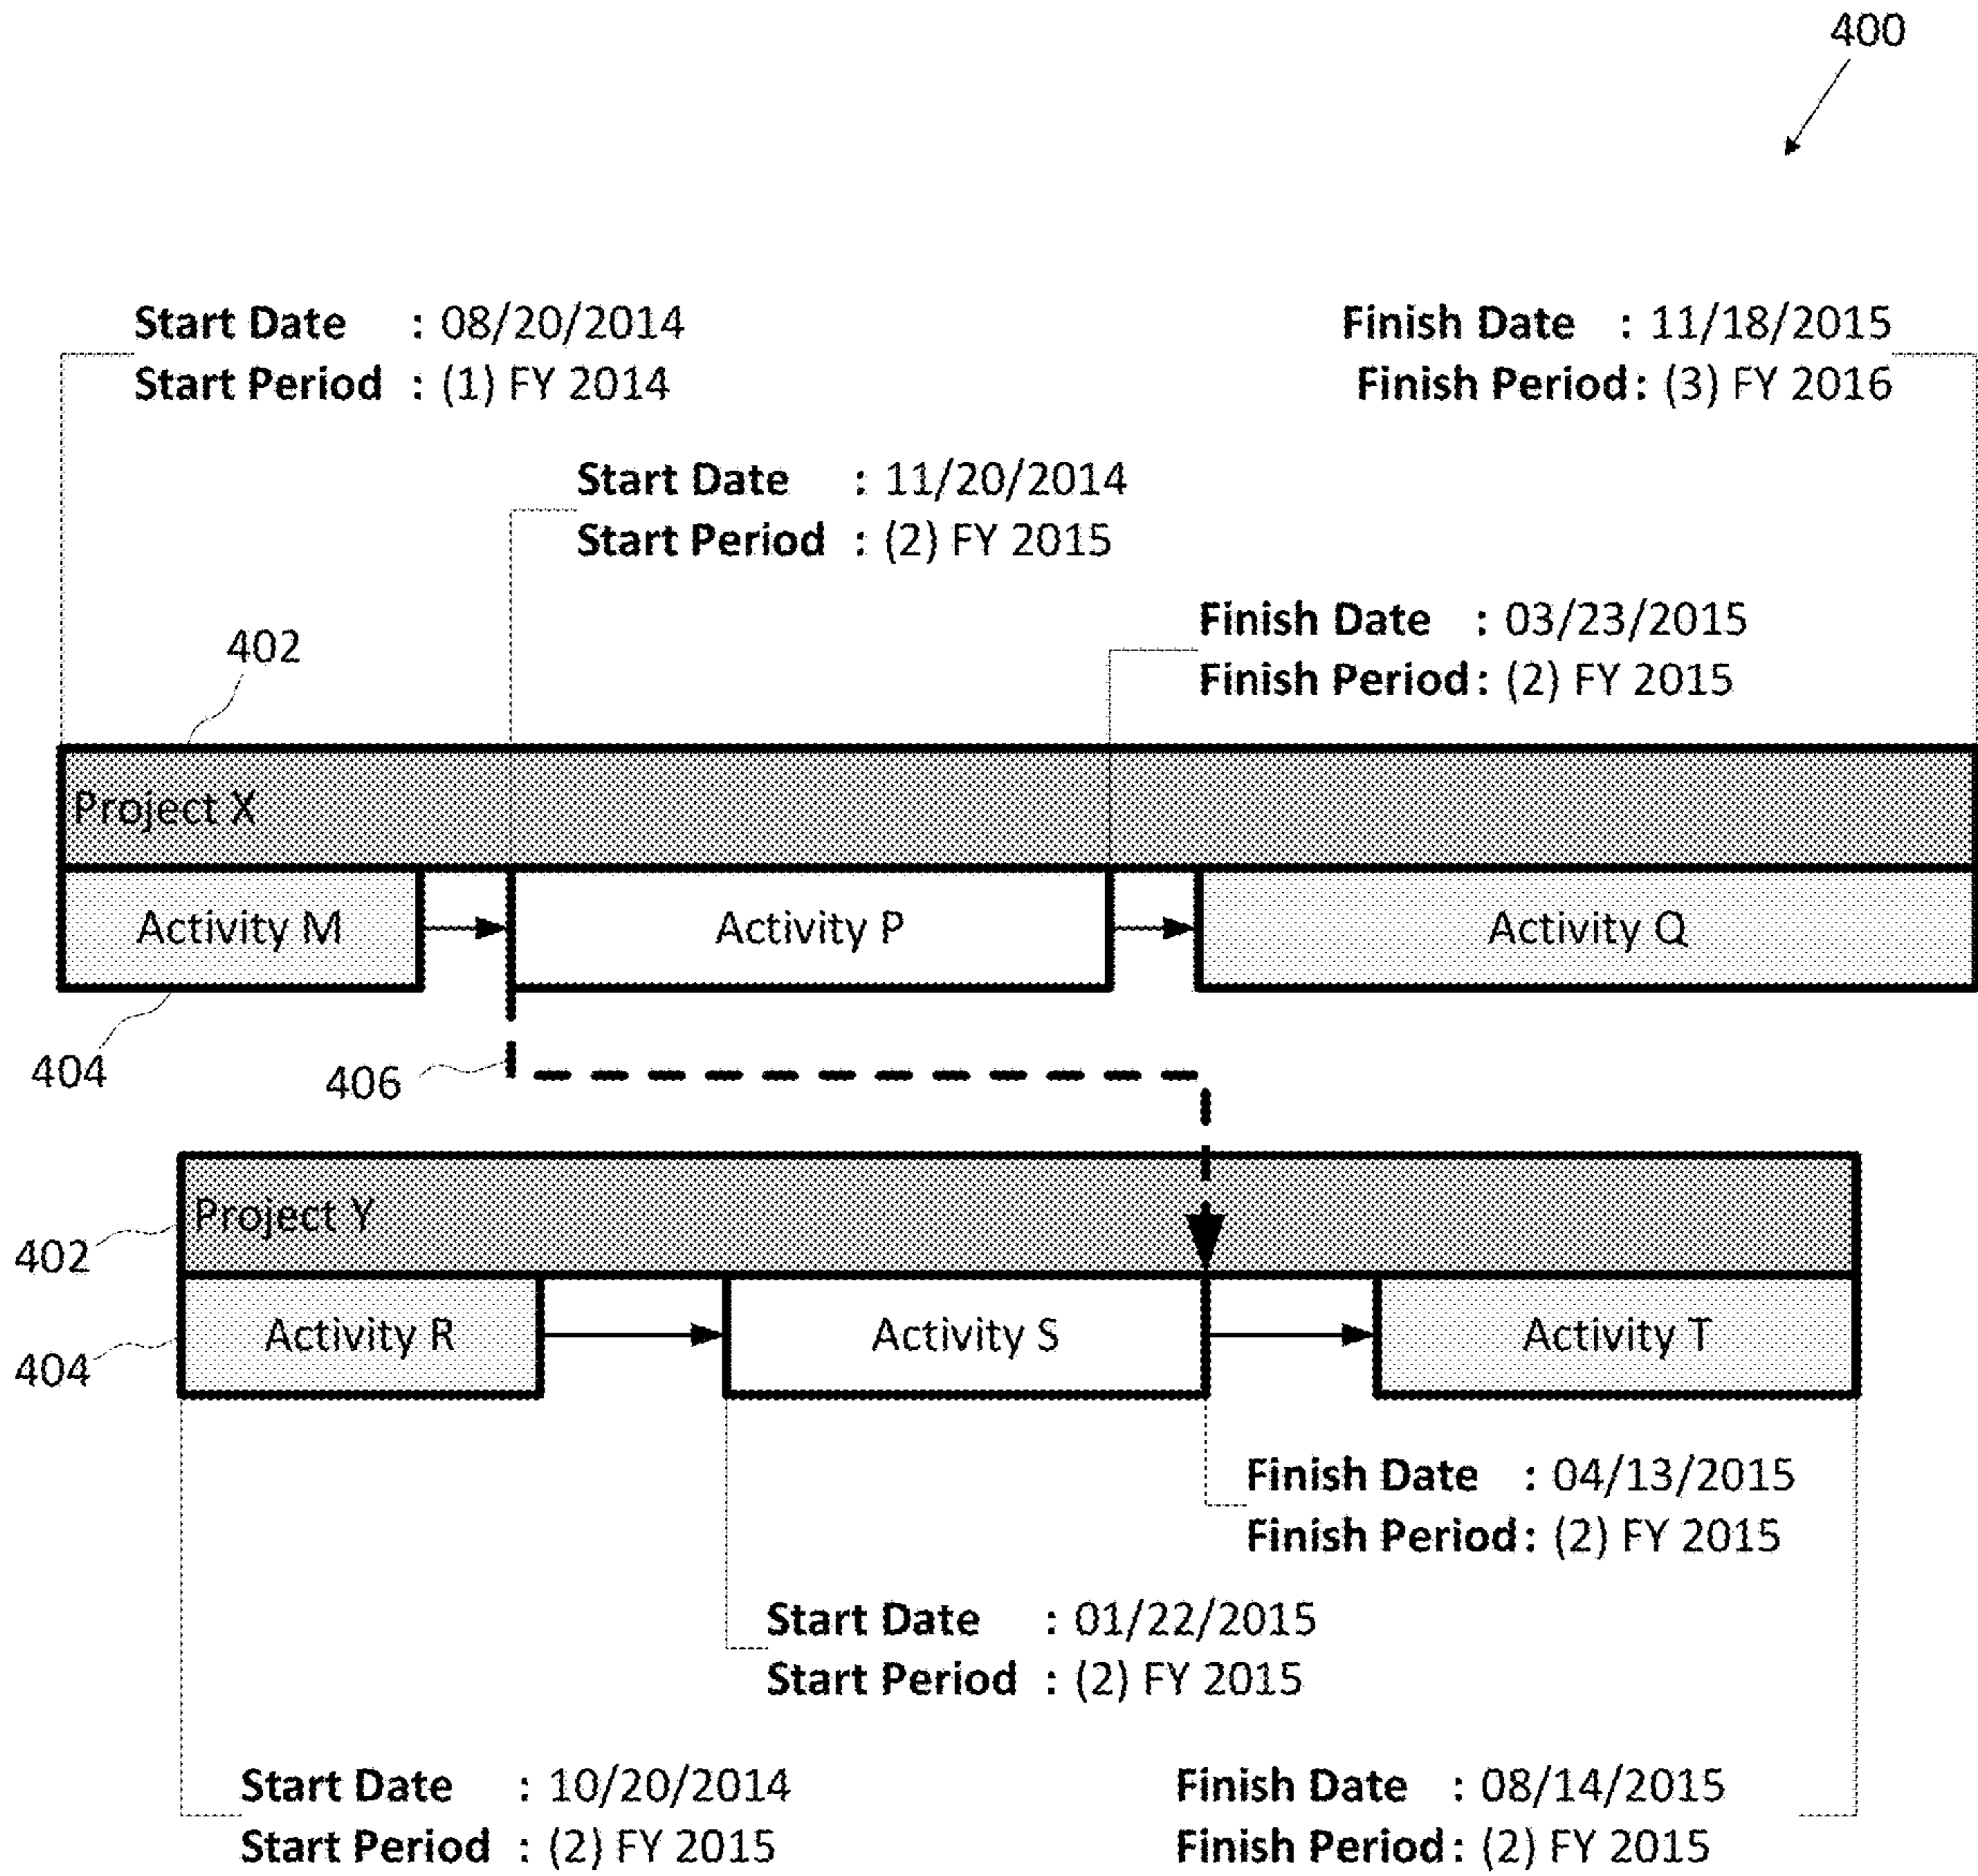 400
Start Date : 08/20/2014
Start Period : (1) FY 2014
Finish Date : 11/18/2015
Finish Period : (3) FY 2016
Start Date : 11/20/2014
Start Period : (2) FY 2015
Finish Date : 03/23/2015
Finish Period : (2) FY 2015
402
Project X
Activity M
Activity P
Activity Q
404
406
Project Y
402
Activity R
Activity S
Activity T
404
Finish Date : 04/13/2015
Finish Period : (2) FY 2015
Start Date : 01/22/2015
Start Period : (2) FY 2015
Start Date : 10/20/2014
Start Period : (2) FY 2015
Finish Date : 08/14/2015
Finish Period : (2) FY 2015